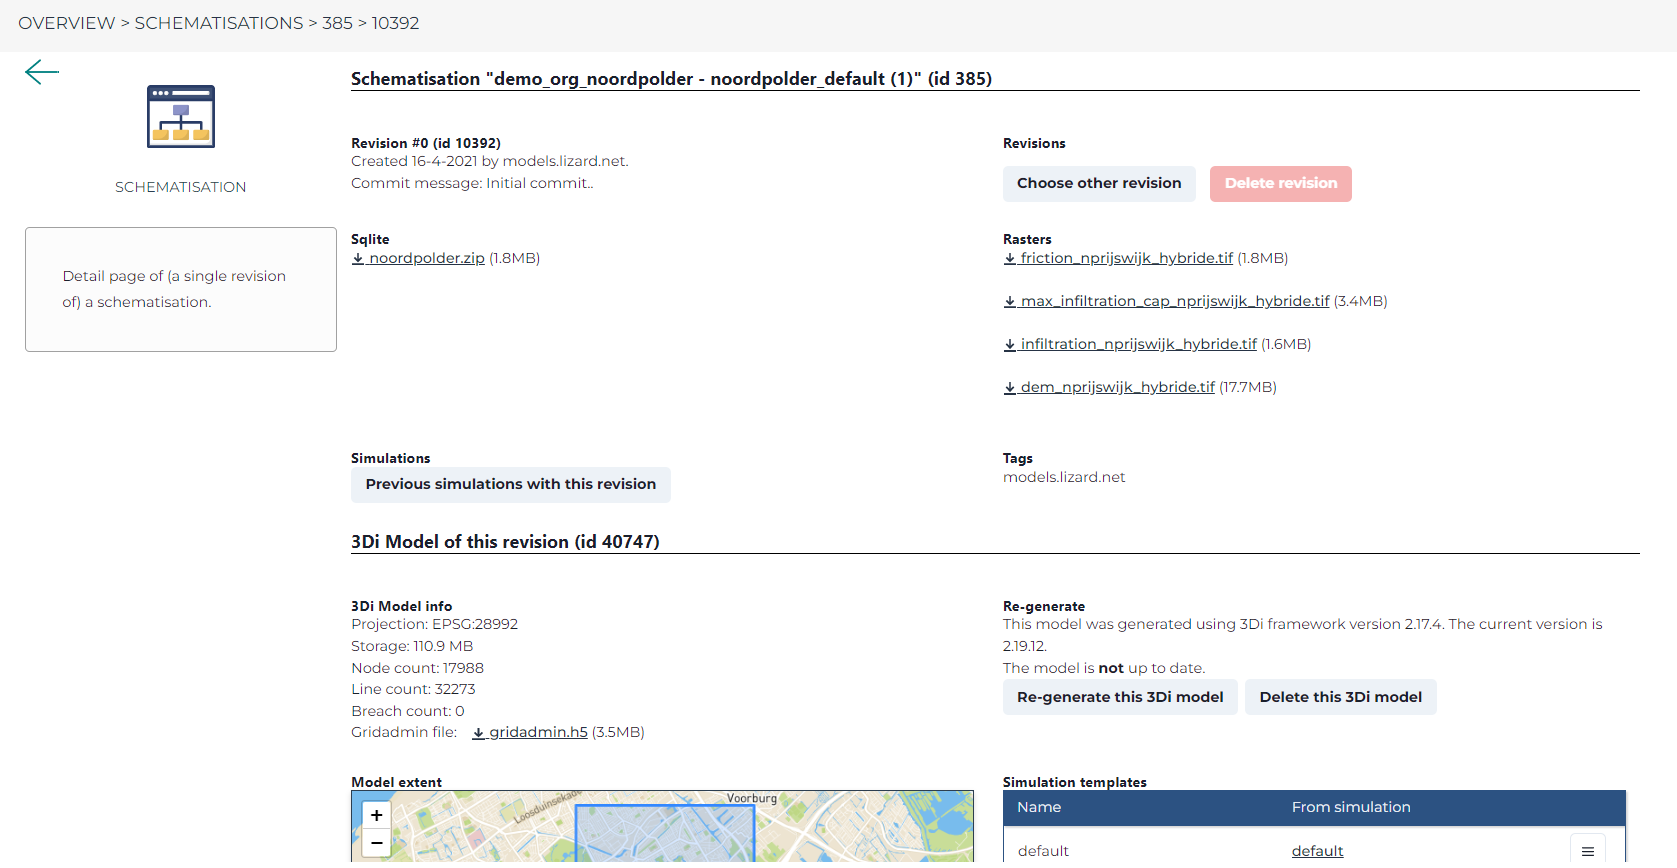 OVERVIEW > SCHEMATISATIONS > 385 > 10392
SCHEMATISATION
Detail page of (a single revision
of) a schematisation.
Schematisation "demo_org_noordpolder - noordpolder_default (1)" (id 385)
Revision #0 (id 10392)
Created 16-4-2021 by models.lizard.net.
Commit message: Initial commit..
Revisions
Choose other revision
Delete revision
Sqlite
noordpolder.zip (1.8MB)
Rasters
friction_nprijswijk_hybride.tif (1.8MB)
max_infiltration_cap_nprijswijk_hybride.tif (3.4MB)
infiltration_nprijswijk_hybride.tif (1.6MB)
dem_nprijswijk_hybride.tif (17.7MB)
Simulations
Previous simulations with this revision
Tags
models.lizard.net
3Di Model of this revision (id 40747)
3Di Model info
Projection: EPSG:28992
Storage: 110.9 MB
Node count: 17988
Line count: 32273
Breach count: 0
Gridadmin file: gridadmin.h5 (3.5MB)
Re-generate
This model was generated using 3Di framework version 2.17.4. The current version is
2.19.12.
The model is not up to date.
Re-generate this 3Di model
Delete this 3Di model
Model extent
+
−
Loosduinsekade
Voorburg
Simulation templates
Name From simulation
default default